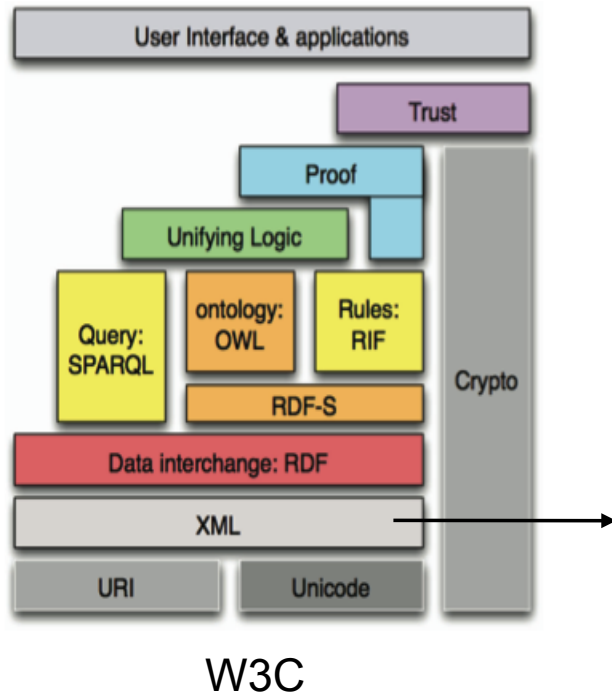 User Interface & applications
Trust
Proof
Unifying Logic
Query:
SPARQL
ontology:
OWL
Rules:
RIF
Crypto
RDF-S
Data interchange: RDF
XML
URI
Unicode
W3C